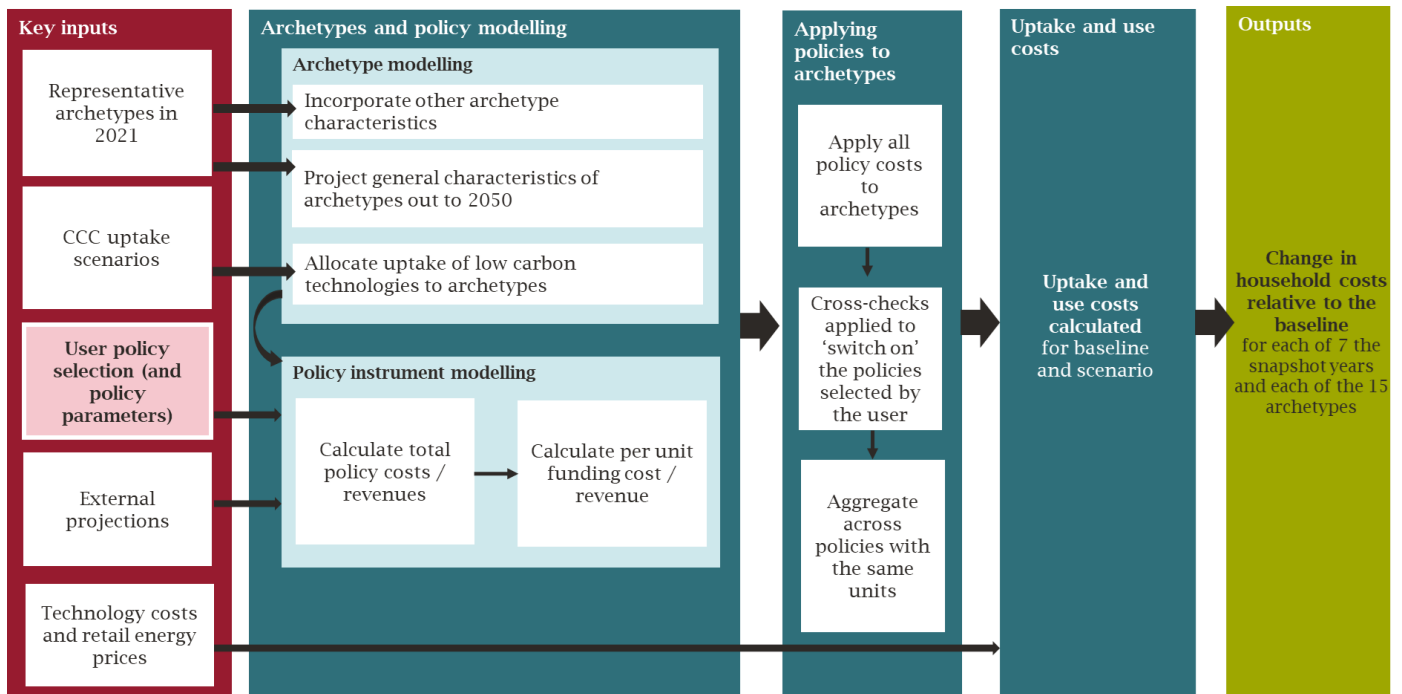 Key inputs
Representative
archetypes in
2021
CCC uptake
scenarios
User policy
selection (and
policy
parameters)
External
projections
Technology costs
and retail energy
prices
Archetypes and policy modelling
Archetype modelling
Incorporate other archetype
characteristics
Project general characteristics of
archetypes out to 2050
Allocate uptake of low carbon
technologies to archetypes
Policy instrument modelling
Calculate total
policy costs /
revenues
Calculate per unit
funding cost /
revenue
Applying
policies to
archetypes
Apply all
policy costs
to
archetypes
Cross-checks
applied to
‘switch on’
the policies
selected by
the user
Aggregate
across
policies with
the same
units
Uptake and use
costs
Uptake and
use costs
calculated
for baseline
and scenario
Outputs
Change in
household costs
relative to the
baseline
for each of 7 the
snapshot years
and each of the 15
archetypes